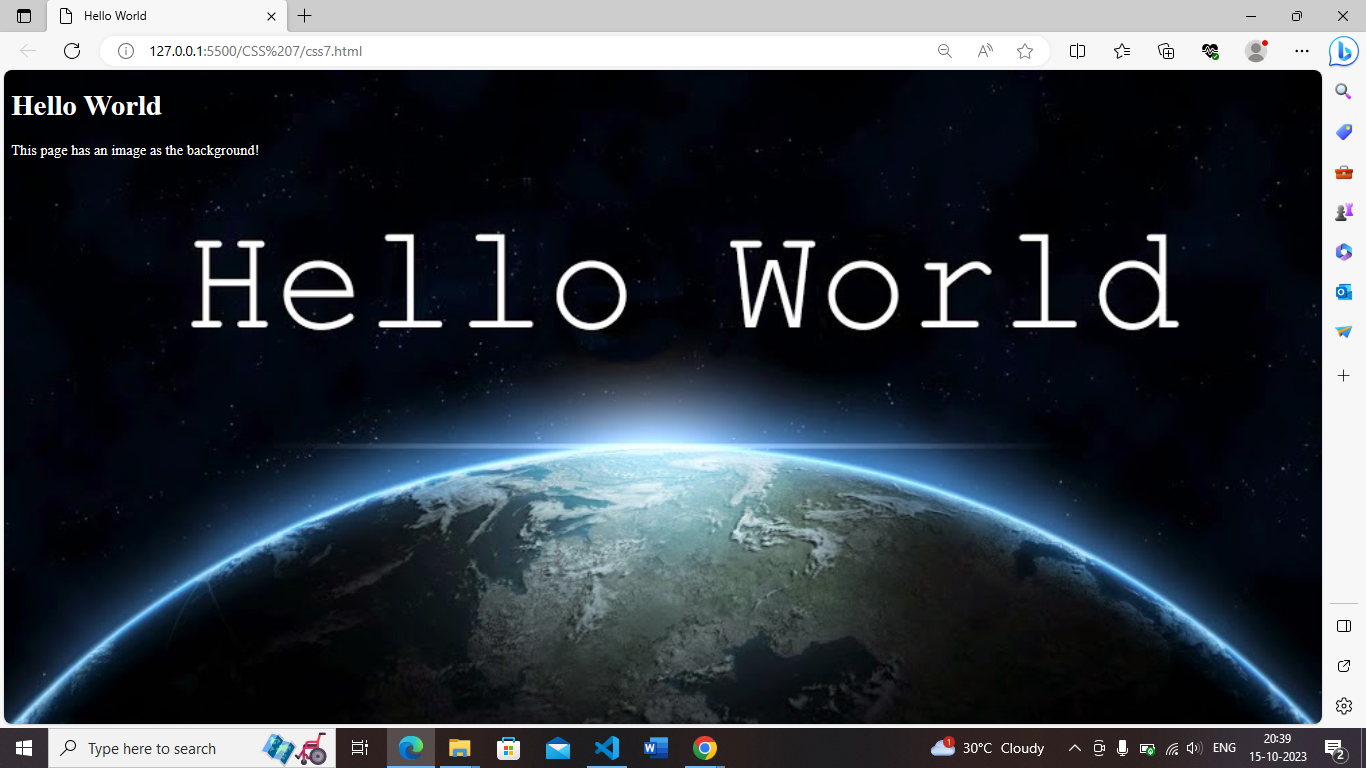 Hello World
127.0.0.1:5500/CSS%207/css7.html
Hello World
This page has an image as the background!
Hello World
Type here to search
1
30°C Cloudy
ENG
20:39
15-10-2023
2